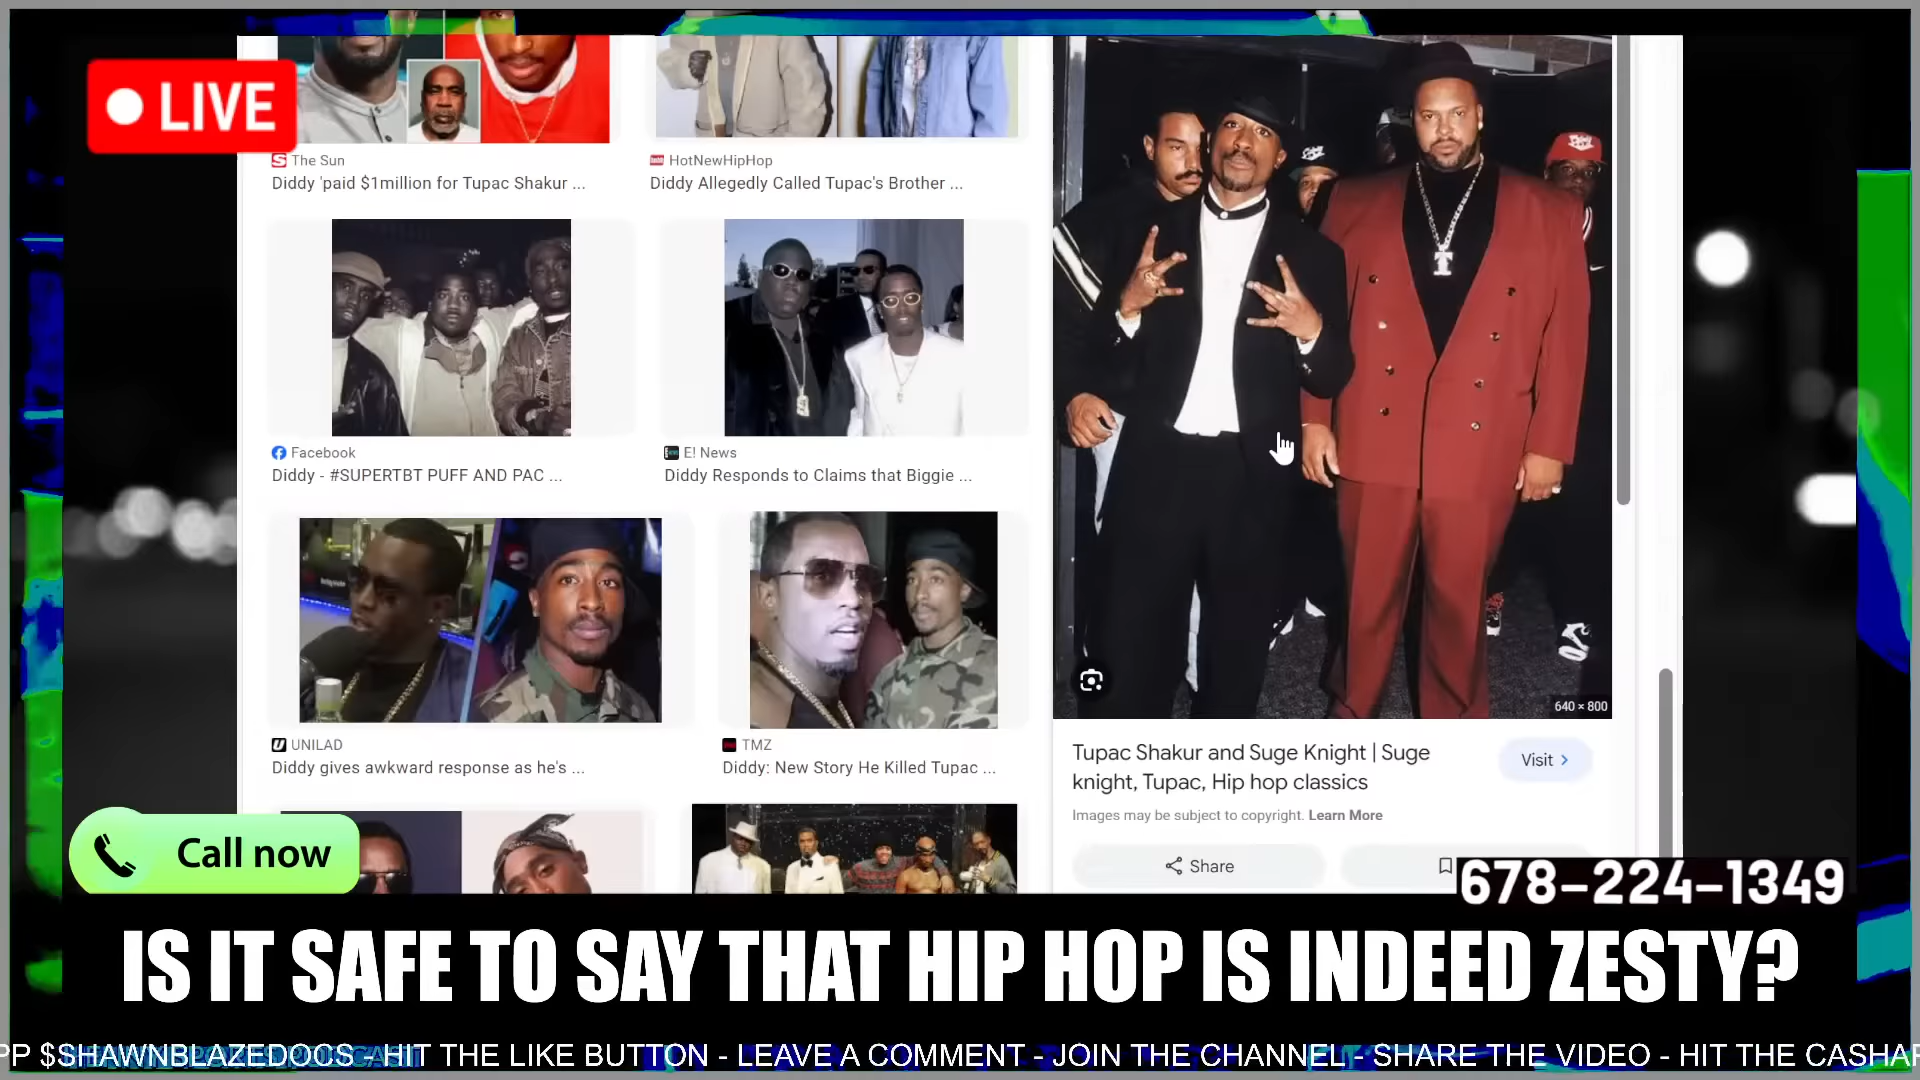 LIVE
The Sun
Diddy 'paid $1million for Tupac Shakur ...
HotNewHipHop
Diddy Allegedly Called Tupac's Brother ...
Facebook
Diddy - #SUPERTBT PUFF AND PAC ...
E! News
Diddy Responds to Claims that Biggie ...
UNILAD
Diddy gives awkward response as he's ...
TMZ
Diddy: New Story He Killed Tupac ...
640 × 800
Tupac Shakur and Suge Knight | Suge
knight, Tupac, Hip hop classics
Visit
Images may be subject to copyright. Learn More
Share
Call now
678-224-1349
IS IT SAFE TO SAY THAT HIP HOP IS INDEED ZESTY?
PP $SHAWNBLAZEDOCS - HIT THE LIKE BUTTON - LEAVE A COMMENT - JOIN THE CHANNEL - SHARE THE VIDEO - HIT THE CASHAP